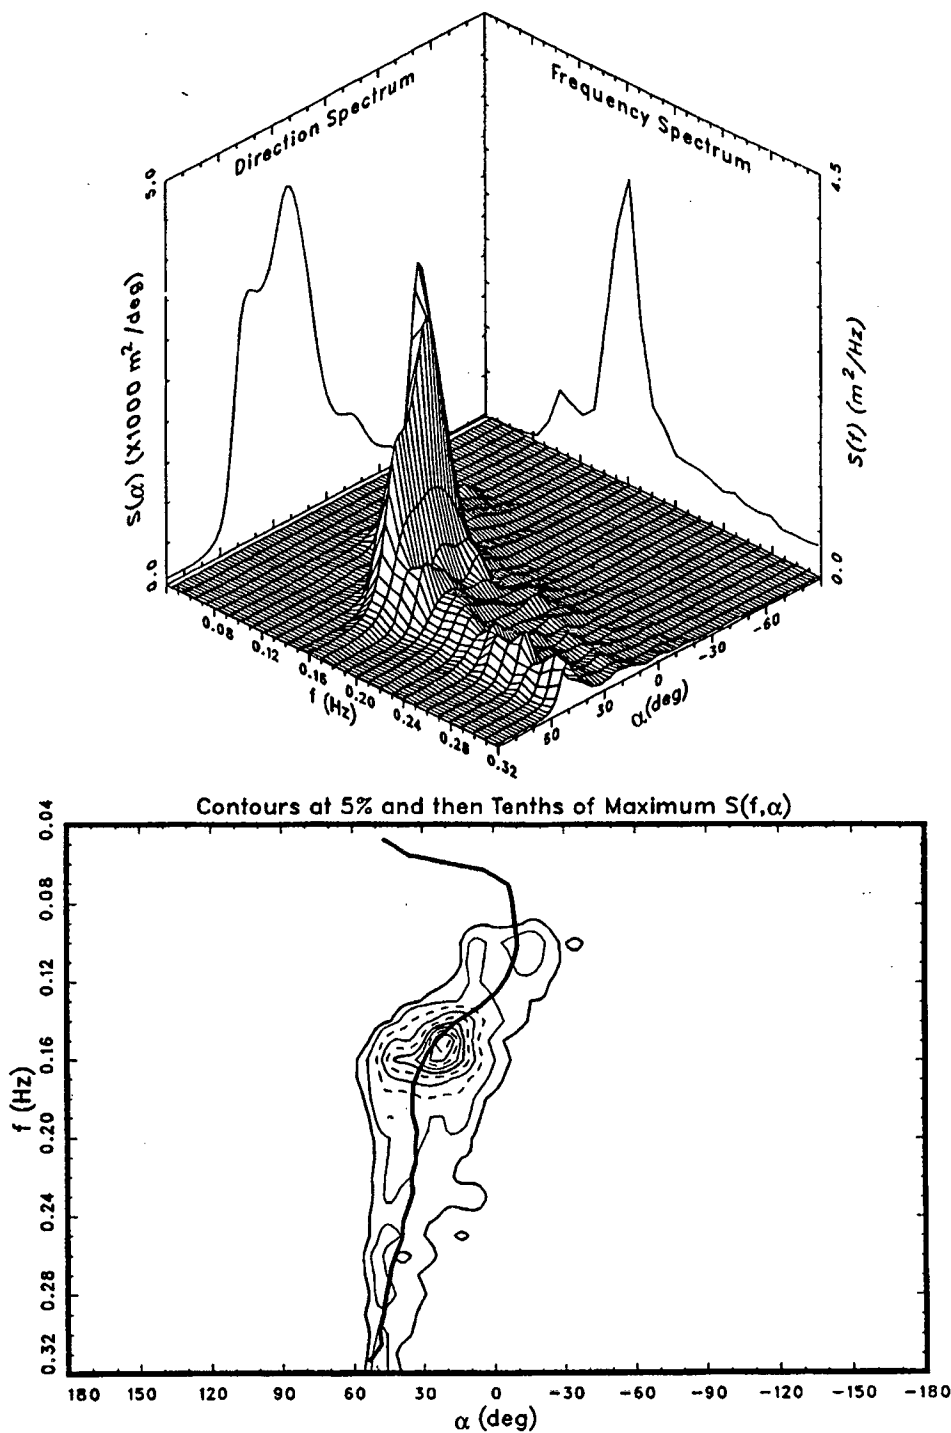 Direction Spectrum
Frequency Spectrum
5.0
4.5
S(α) (X1000 m²/deg)
S(f) (m²/Hz)
0.0
0.0
0.08
0.12
0.16
0.20
0.24
0.28
0.32
f (Hz)
60
30
0
-30
-60
α(deg)
Contours at 5% and then Tenths of Maximum S(f,α)
0.04
0.08
0.12
0.16
0.20
0.24
0.28
0.32
f (Hz)
180 150 120 90 60 30 0 -30 -60 -90 -120 -150 -180
α (deg)